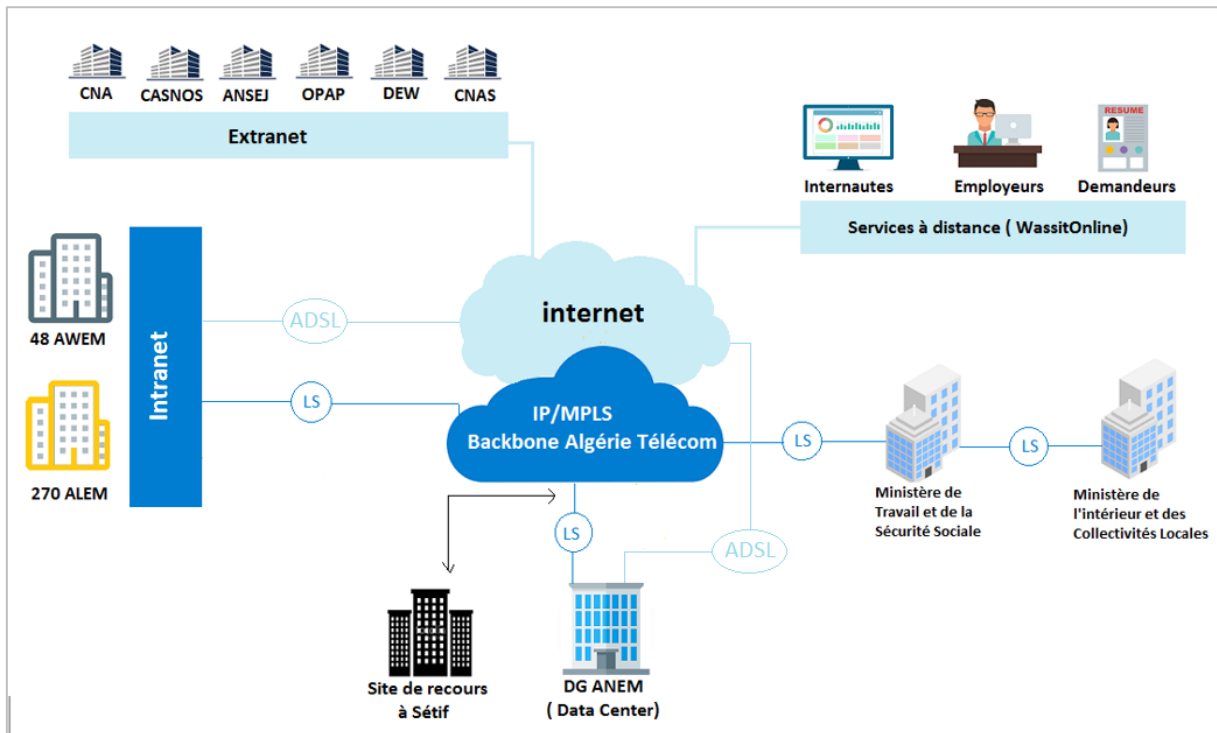 CNA
CASNOS
ANSEJ
OPAP
DEW
CNAS
Extranet
RESUME
Internautes
Employeurs
Demandeurs
Services à distance ( WassitOnline)
48 AWEM
270 ALEM
Intranet
ADSL
LS
internet
IP/MPLS
Backbone Algérie Télécom
LS
LS
Ministère de
Travail et de la
Sécurité Sociale
Ministère de
l'intérieur et des
Collectivités Locales
LS
ADSL
Site de recours
à Sétif
DG ANEM
( Data Center)